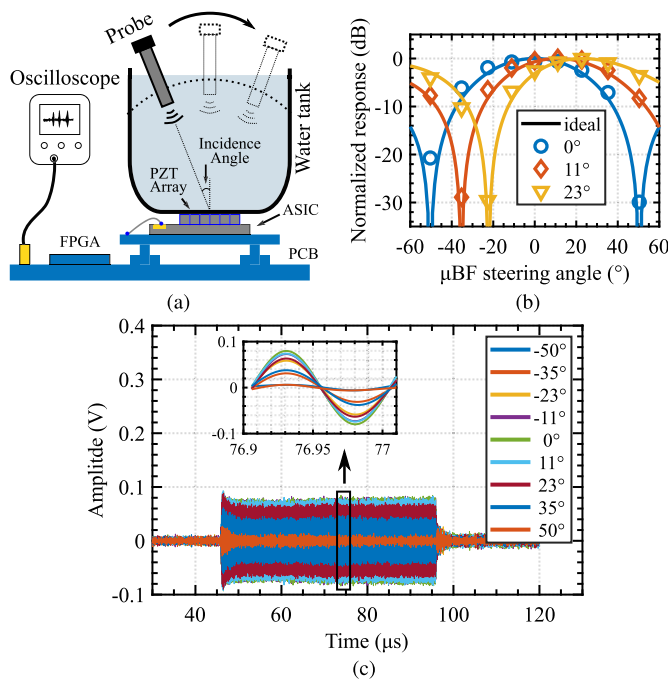 Probe
Oscilloscope
Water tank
Incidence
Angle
PZT
Array
ASIC
FPGA
PCB
(a)
Normalized response (dB)
0
-10
-20
-30
ideal
0°
11°
23°
-60 -40 -20 0 20 40 60
μBF steering angle (°)
(b)
Amplitde (V)
0.4
0.3
0.2
0.1
0
-0.1
0.1
0
-0.1
76.9 76.95 77
-50°
-35°
-23°
-11°
0°
11°
23°
35°
50°
40 60 80 100 120
Time (μs)
(c)